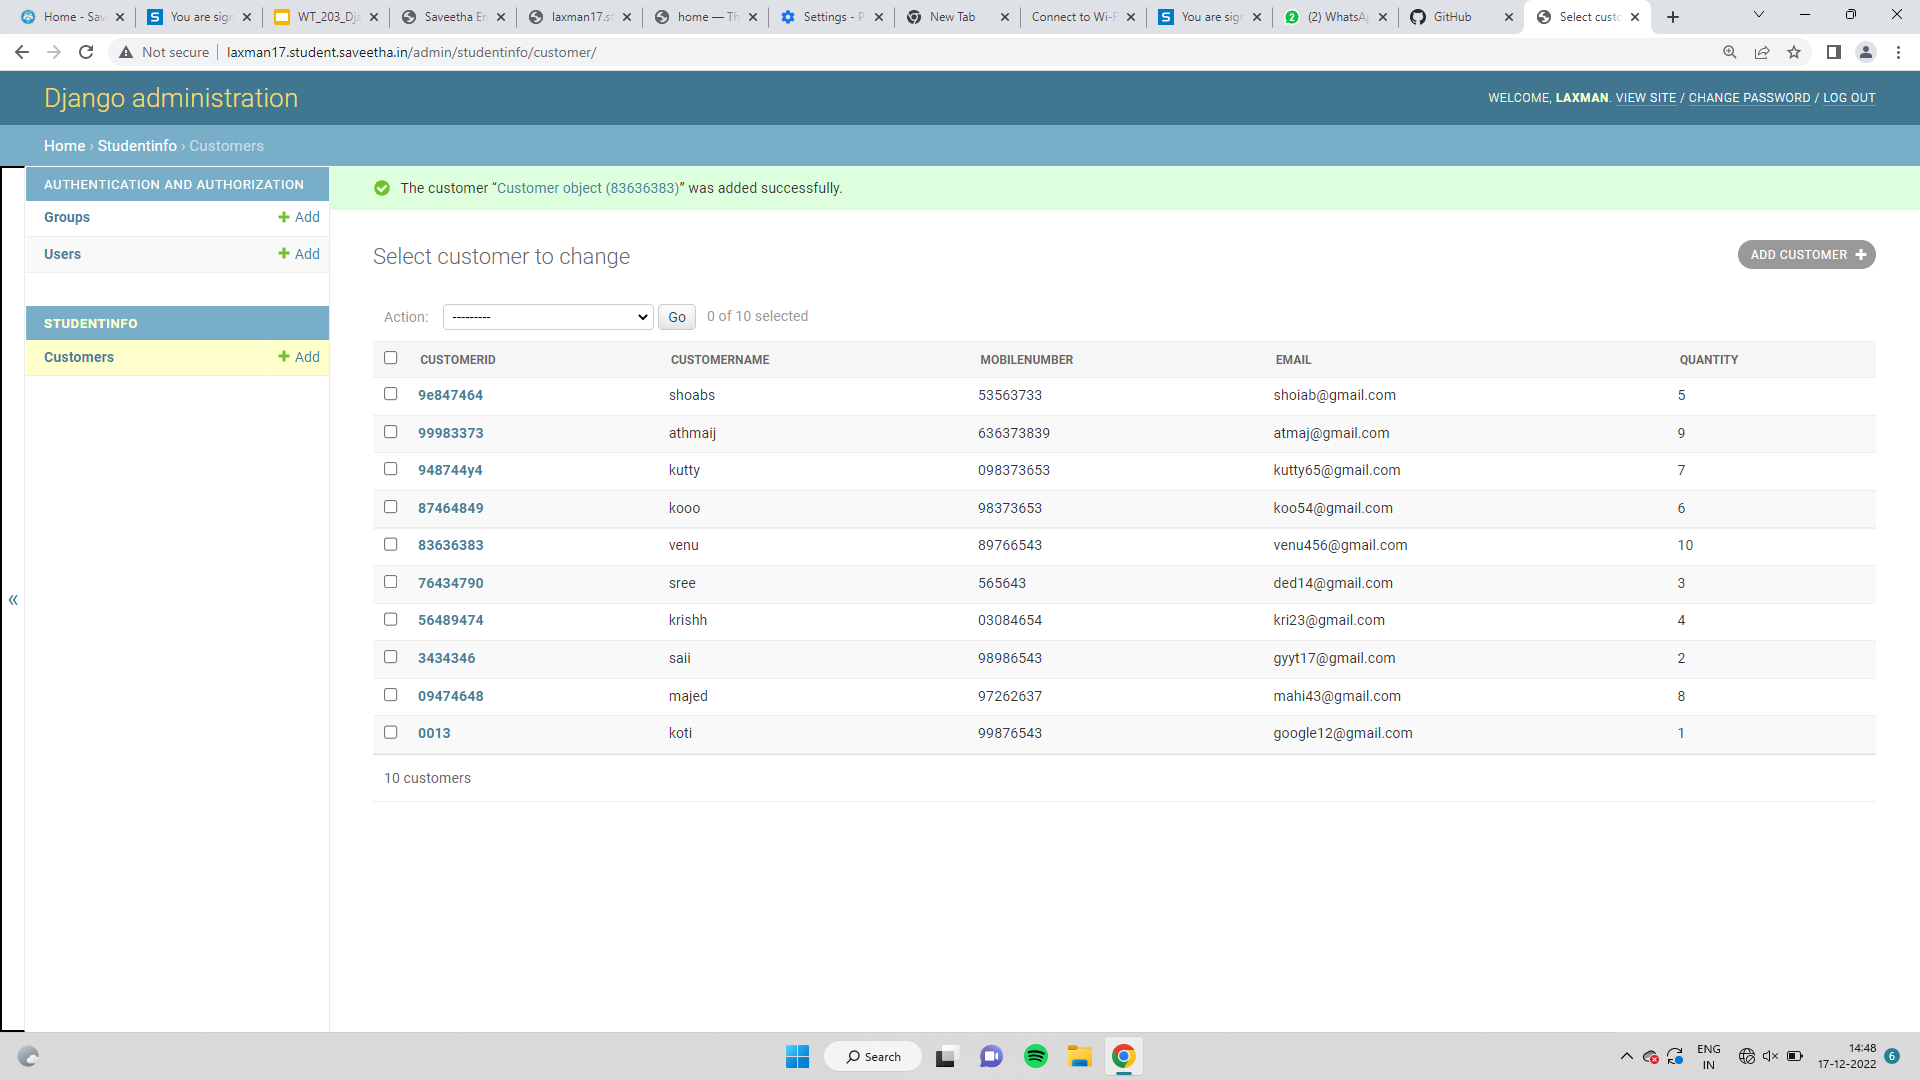 Home - Sav
You are sign
WT_203_Dja
Saveetha En
laxman17.st
home — Th
Settings - P
New Tab
Connect to Wi-F
You are sign
2 (2) WhatsAp
GitHub
Select custo
Not secure laxman17.student.saveetha.in/admin/studentinfo/customer/
Django administration
WELCOME, LAXMAN. VIEW SITE / CHANGE PASSWORD / LOG OUT
Home › Studentinfo › Customers
AUTHENTICATION AND AUTHORIZATION
Groups + Add
Users + Add
STUDENTINFO
Customers + Add
«
The customer “Customer object (83636383)” was added successfully.
Select customer to change
ADD CUSTOMER +
Action: --------- Go 0 of 10 selected
CUSTOMERID CUSTOMERNAME MOBILENUMBER EMAIL QUANTITY
9e847464 shoabs 53563733 shoiab@gmail.com 5
99983373 athmaij 636373839 atmaj@gmail.com 9
948744y4 kutty 098373653 kutty65@gmail.com 7
87464849 kooo 98373653 koo54@gmail.com 6
83636383 venu 89766543 venu456@gmail.com 10
76434790 sree 565643 ded14@gmail.com 3
56489474 krishh 03084654 kri23@gmail.com 4
3434346 saii 98986543 gyyt17@gmail.com 2
09474648 majed 97262637 mahi43@gmail.com 8
0013 koti 99876543 google12@gmail.com 1
10 customers
Search
ENG
IN
14:48
17-12-2022
6